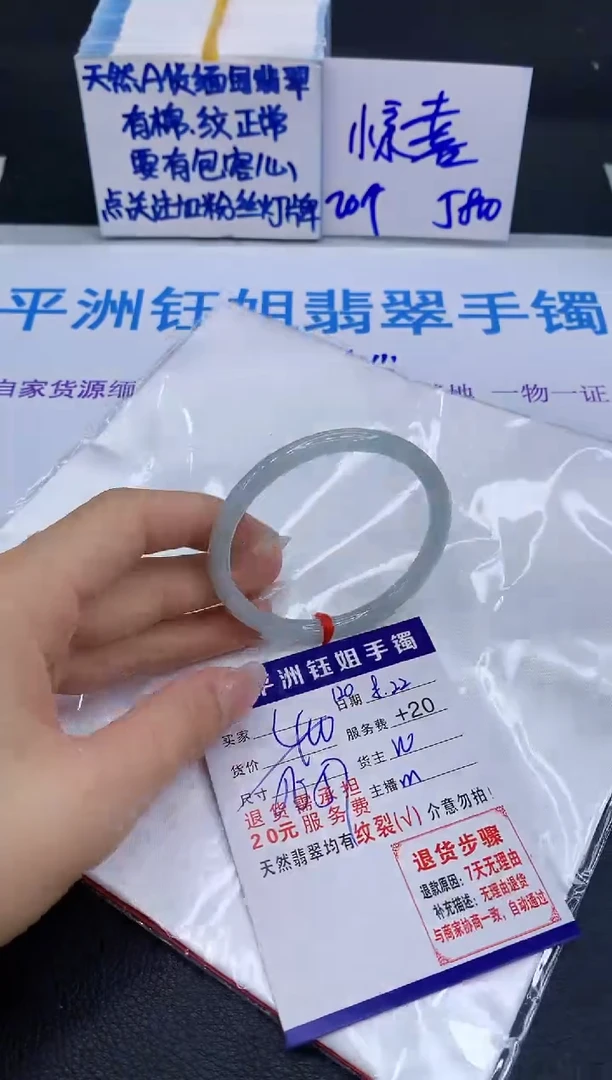 天然A货缅甸翡翠
有棉、纹正常
要有包容心
点关注加粉丝灯牌
惊喜
平洲钰姐翡翠手镯
自家货源缅
地 一物一证
平洲钰姐手镯
日期 8.22
买家
服务费 +20
货价
货主 W
尺寸
主播 m
退货需承担
20元服务费
天然翡翠均有纹裂(√) 介意勿拍!
退货步骤
退款原因: 7天无理由
补充描述: 无理由退货
与商家协商一致, 自动通过